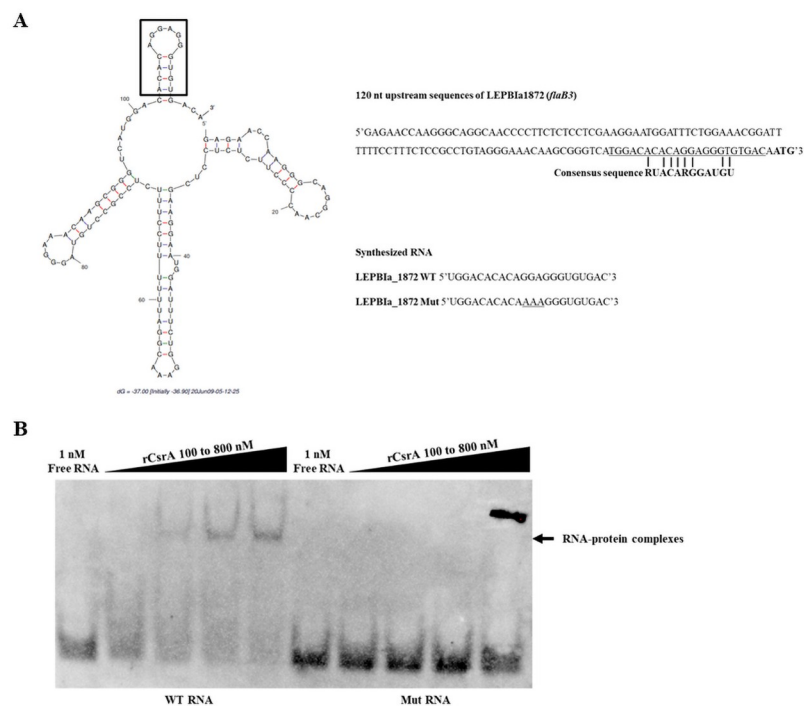 A
120 nt upstream sequences of LEPBIa1872 (flaB3)
5'GAGAACCAAGGGCAGGCAACCCCTTCTCTCCTCGAAGGAATGGATTTCTGGAAACGGATT
TTTTCCTTTCTCCGCCTGTAGGGAAACAAGCGGGTCATGGACACACAGGAGGGTGTGACAATG'3
Consensus sequence RUACARGGAUGU
Synthesized RNA
LEPBIa_1872 WT 5'UGGACACACAGGAGGGUGUGAC'3
LEPBIa_1872 Mut 5'UGGACACACAAAAGGGUGUGAC'3
100
3'
5'
20
40
60
80
dG = -37.00 [Initially -36.90] 20Jun09-05-12-25
B
1 nM
Free RNA
rCsrA 100 to 800 nM
1 nM
Free RNA
rCsrA 100 to 800 nM
RNA-protein complexes
WT RNA
Mut RNA